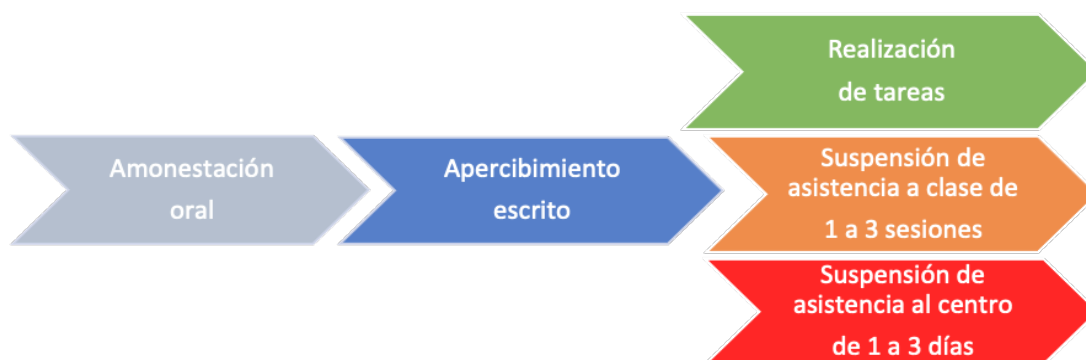 Amonestación
oral
Apercibimiento
escrito
Realización
de tareas
Suspensión de
asistencia a clase de
1 a 3 sesiones
Suspensión de
asistencia al centro
de 1 a 3 días